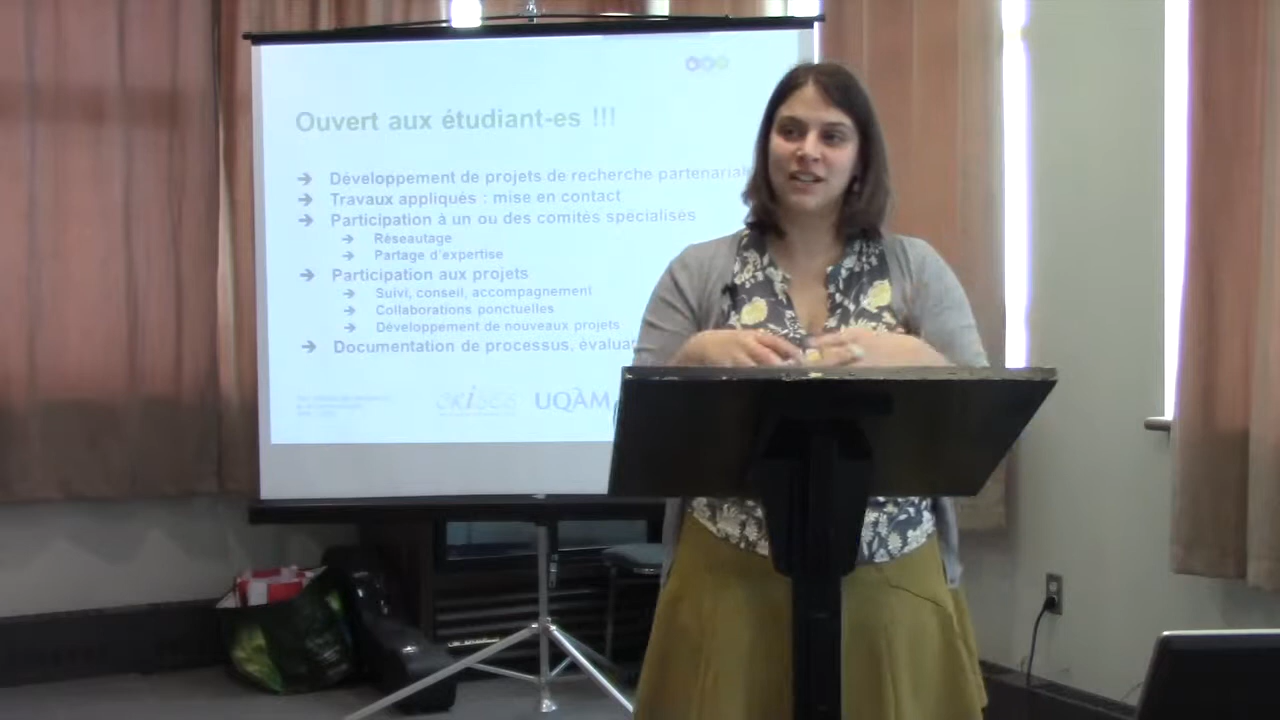 Ouvert aux étudiant-es !!!
➔ Développement de projets de recherche partenarial
➔ Travaux appliqués : mise en contact
➔ Participation à un ou des comités spécialisés
➔ Réseautage
➔ Partage d'expertise
➔ Participation aux projets
➔ Suivi, conseil, accompagnement
➔ Collaborations ponctuelles
➔ Développement de nouveaux projets
➔ Documentation de processus, évaluat
UQÀM